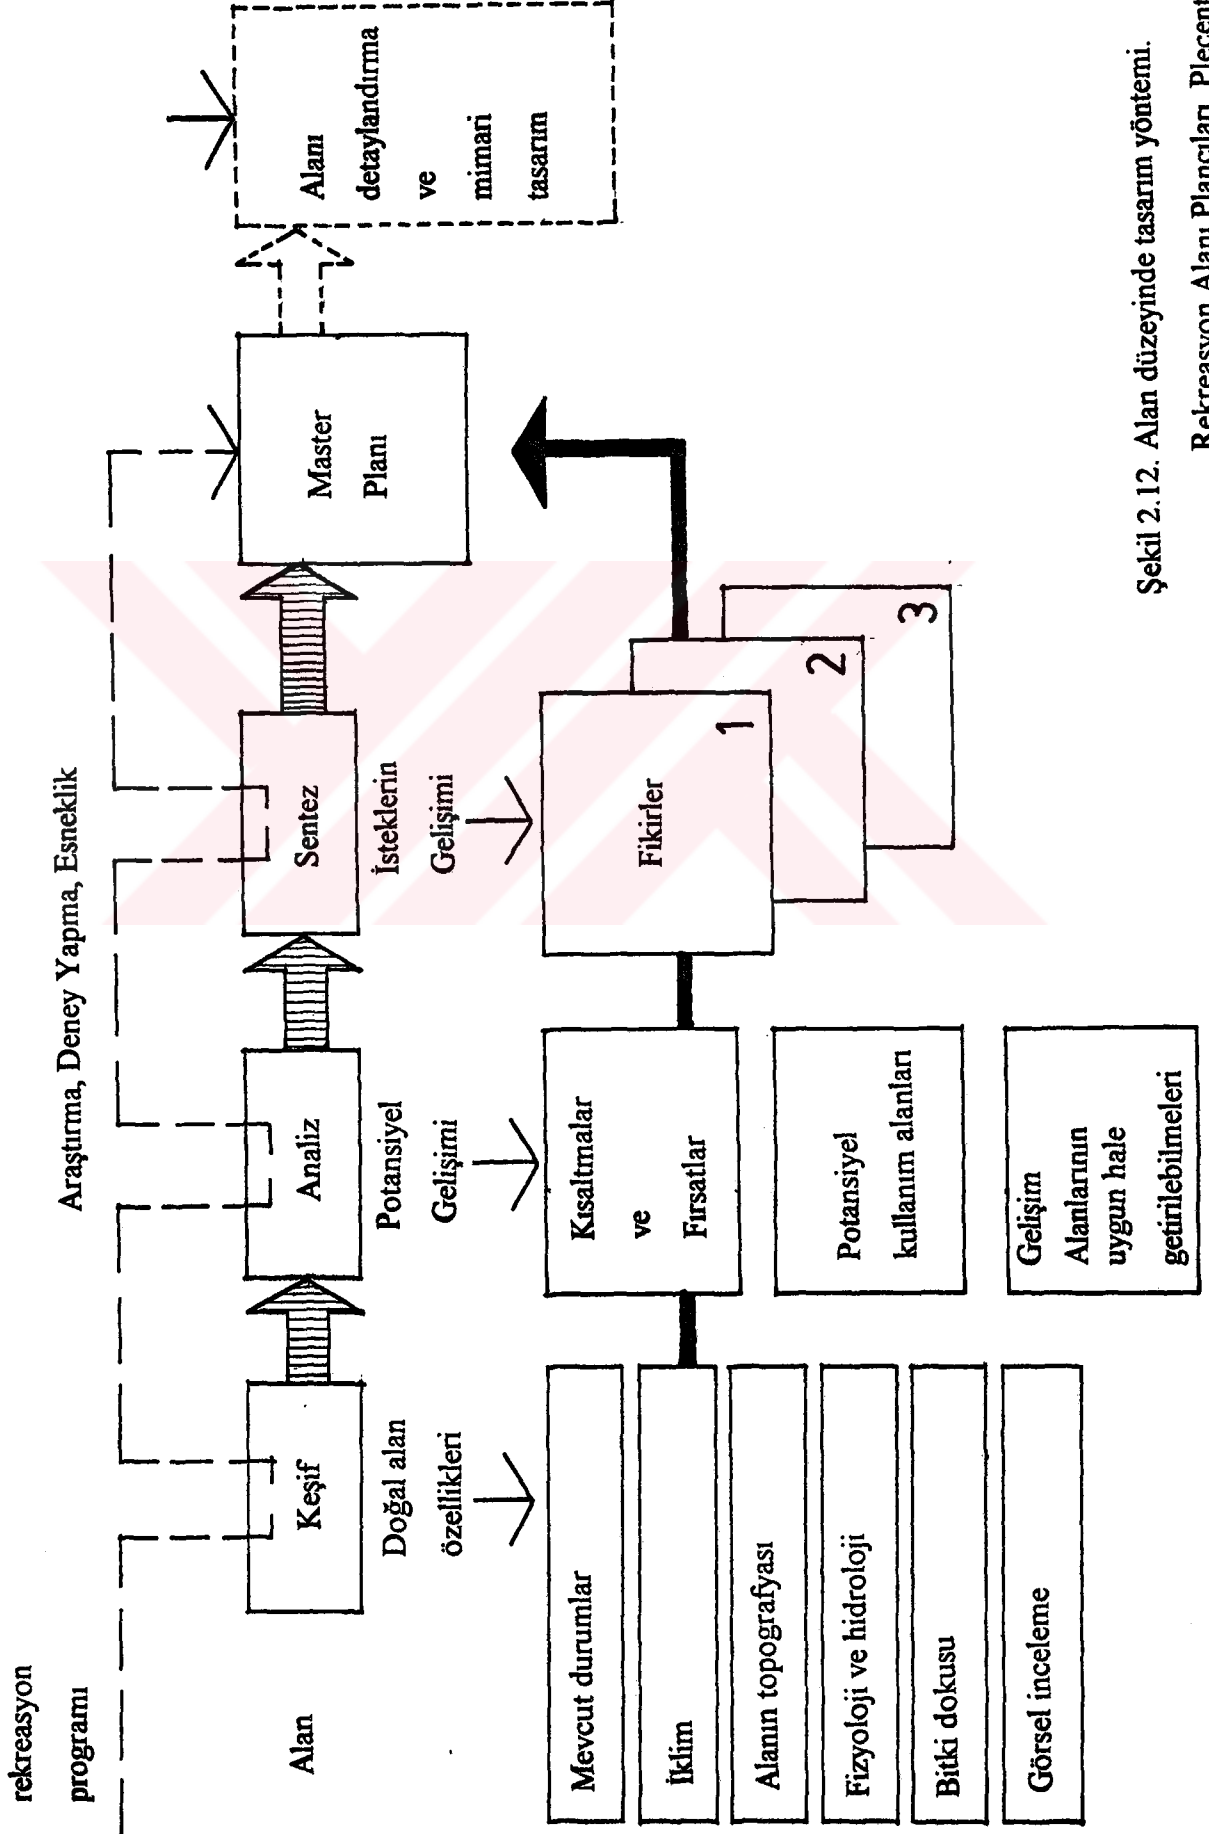 rekreasyon
programı
Araştırma, Deney Yapma, Esneklik
Alan
Keşif
Analiz
Sentez
Master
Planı
Alanı
detaylandırma
ve
mimari
tasarım
Doğal alan
özellikleri
Potansiyel
Gelişimi
İsteklerin
Gelişimi
Mevcut durumlar
İklim
Alanın topografyası
Fizyoloji ve hidroloji
Bitki dokusu
Görsel inceleme
Kısaltmalar
ve
Fırsatlar
Potansiyel
kullanım alanları
Gelişim
Alanlarının
uygun hale
getirilebilmeleri
Fikirler
1
2
3
Şekil 2.12. Alan düzeyinde tasarım yöntemi.
Rekreasyon Alanı Plancıları